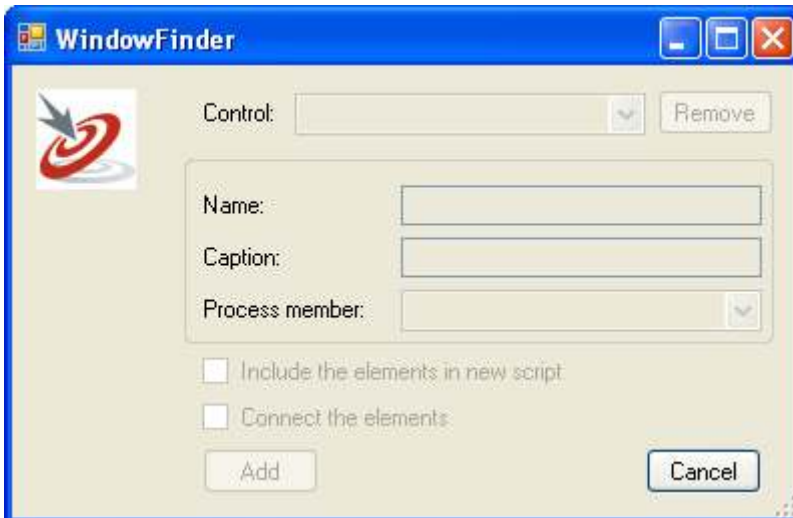 WindowFinder
Control:
Remove
Name:
Caption:
Process member:
Include the elements in new script
Connect the elements
Add
Cancel